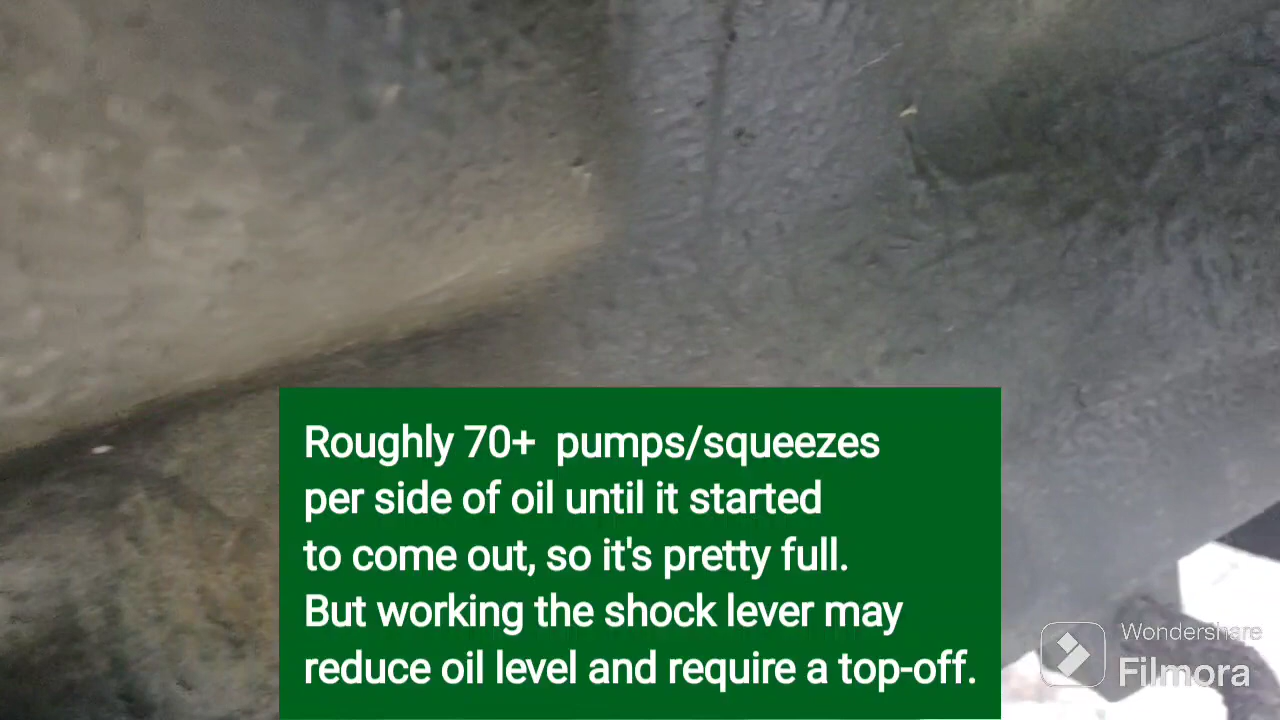 Roughly 70+  pumps/squeezes
per side of oil until it started
to come out, so it's pretty full.
But working the shock lever may
reduce oil level and require a top-off.
Wondershare
Filmora